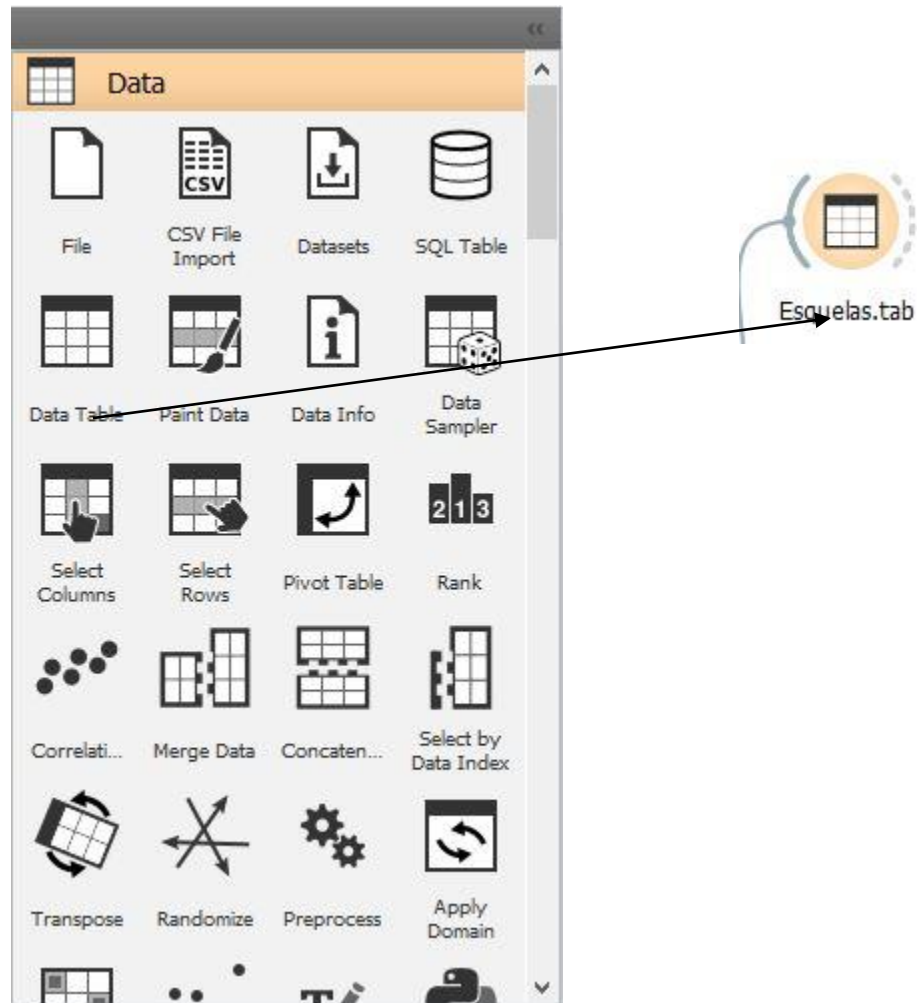 Data
CSV
File
CSV File
Import
Datasets
SQL Table
Esquelas.tab
Data Table
Paint Data
Data Info
Data
Sampler
2 1 3
Select
Columns
Select
Rows
Pivot Table
Rank
Correlati...
Merge Data
Concaten...
Select by
Data Index
Transpose
Randomize
Preprocess
Apply
Domain